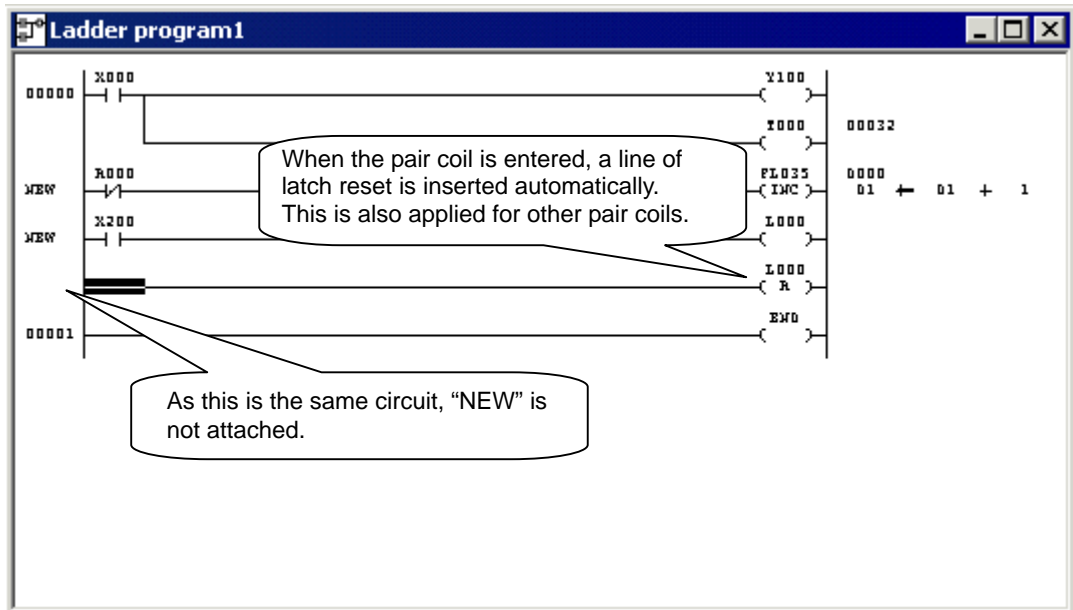 Ladder program1
X000 Y100
00000
T000 00032
When the pair coil is entered, a line of
latch reset is inserted automatically.
This is also applied for other pair coils.
R000 FL035 0000
NEW INC D1 ← D1 + 1
X200 L000
NEW
L000
R
END
00001
As this is the same circuit, “NEW” is
not attached.